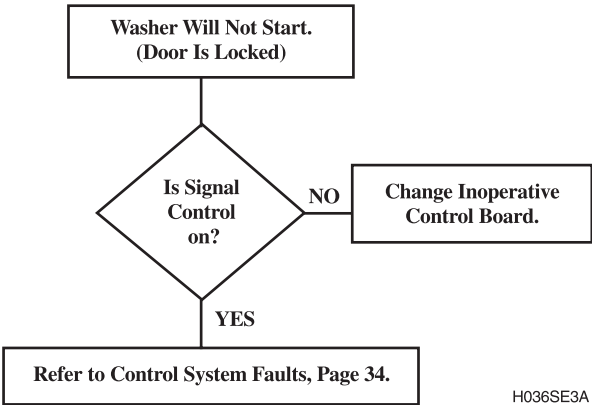 Washer Will Not Start.
(Door Is Locked)
Is Signal
Control
on?
NO
Change Inoperative
Control Board.
YES
Refer to Control System Faults, Page 34.
H036SE3A